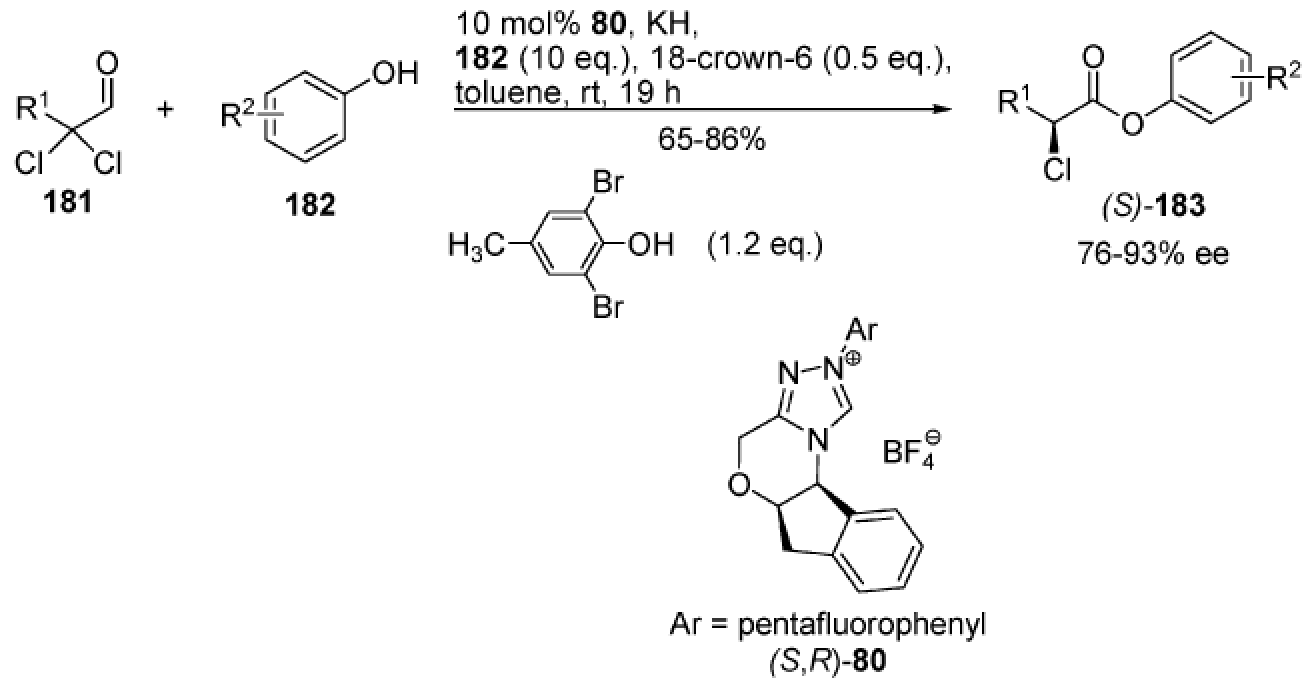 10 mol% 80, KH,
182 (10 eq.), 18-crown-6 (0.5 eq.),
toluene, rt, 19 h
65-86%
R¹
O
Cl
Cl
181
+
R²
OH
182
Br
H₃C
OH
(1.2 eq.)
Br
R¹
O
O
R²
Cl
(S)-183
76-93% ee
Ar
N
N⊕
N
BF₄⊖
O
Ar = pentafluorophenyl
(S,R)-80